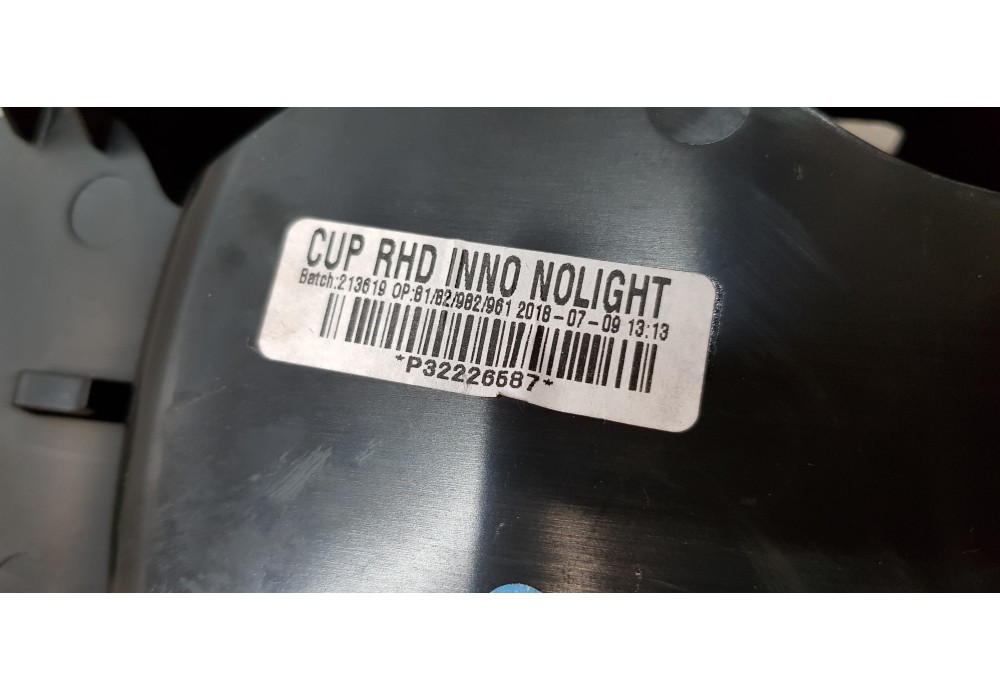 CUP RHD INNO NOLIGHT
Batch:213619 OP:81/82/982/961 2018-07-09 13:13
*P32226587*